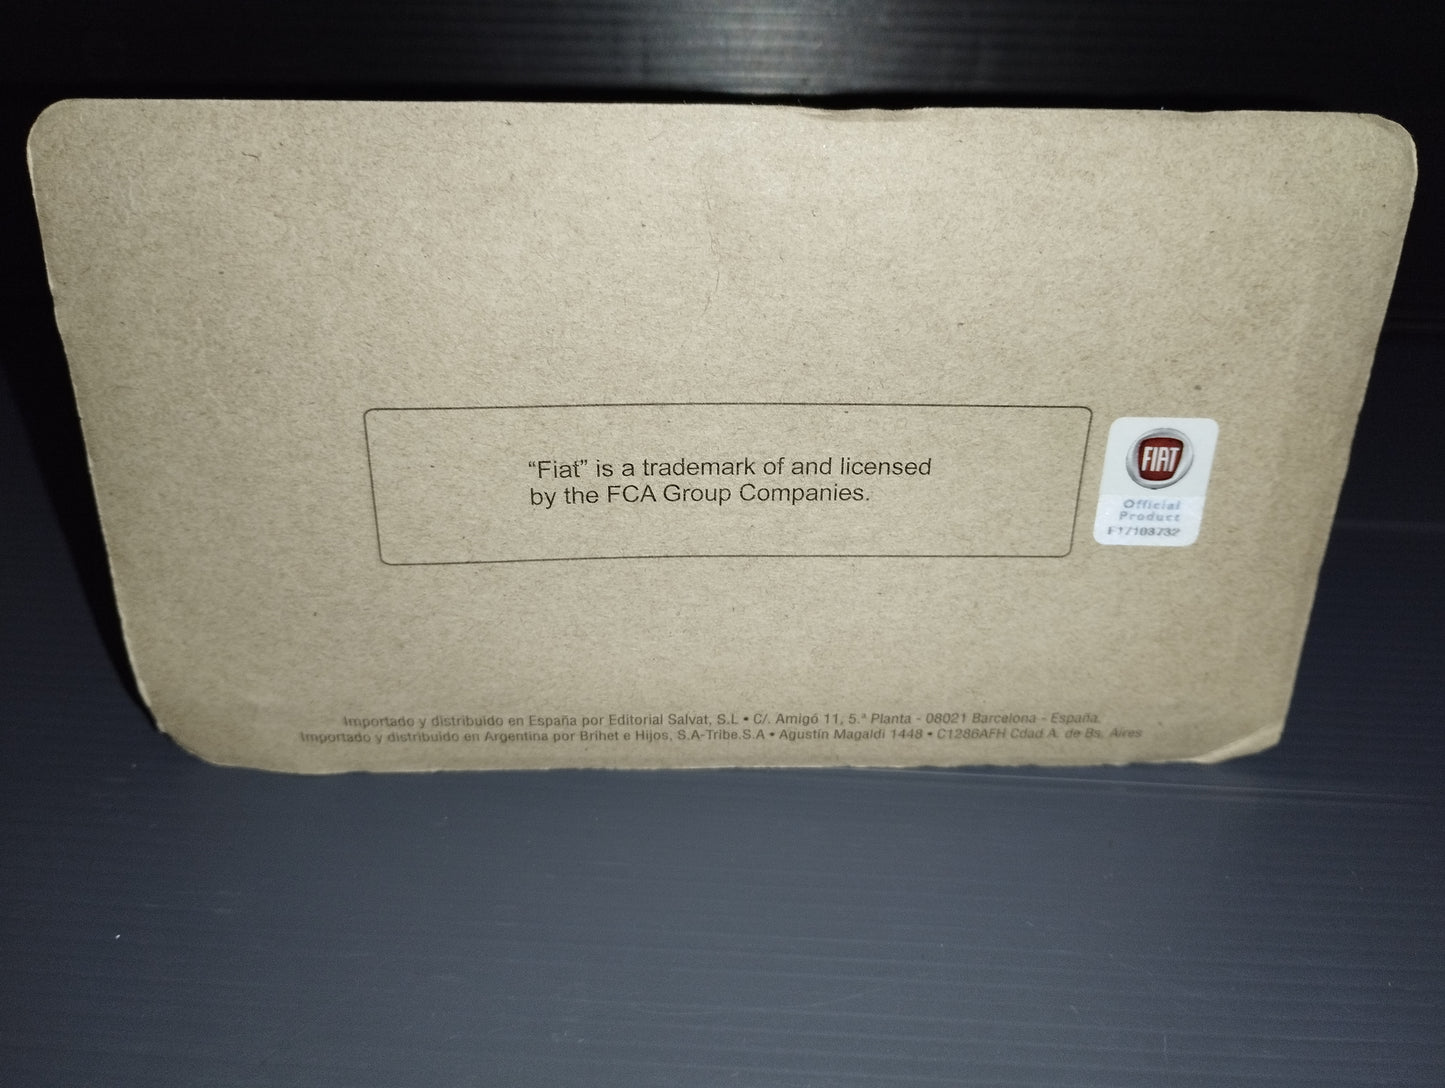 “Fiat” is a trademark of and licensed
by the FCA Group Companies.
FIAT
Official
Product
F17103732
Importado y distribuido en España por Editorial Salvat, S.L • C/. Amigó 11, 5.ª Planta - 08021 Barcelona - España.
Importado y distribuido en Argentina por Brihet e Hijos, S.A-Tribe.S.A • Agustín Magaldi 1448 • C1286AFH Cdad A. de Bs. Aires